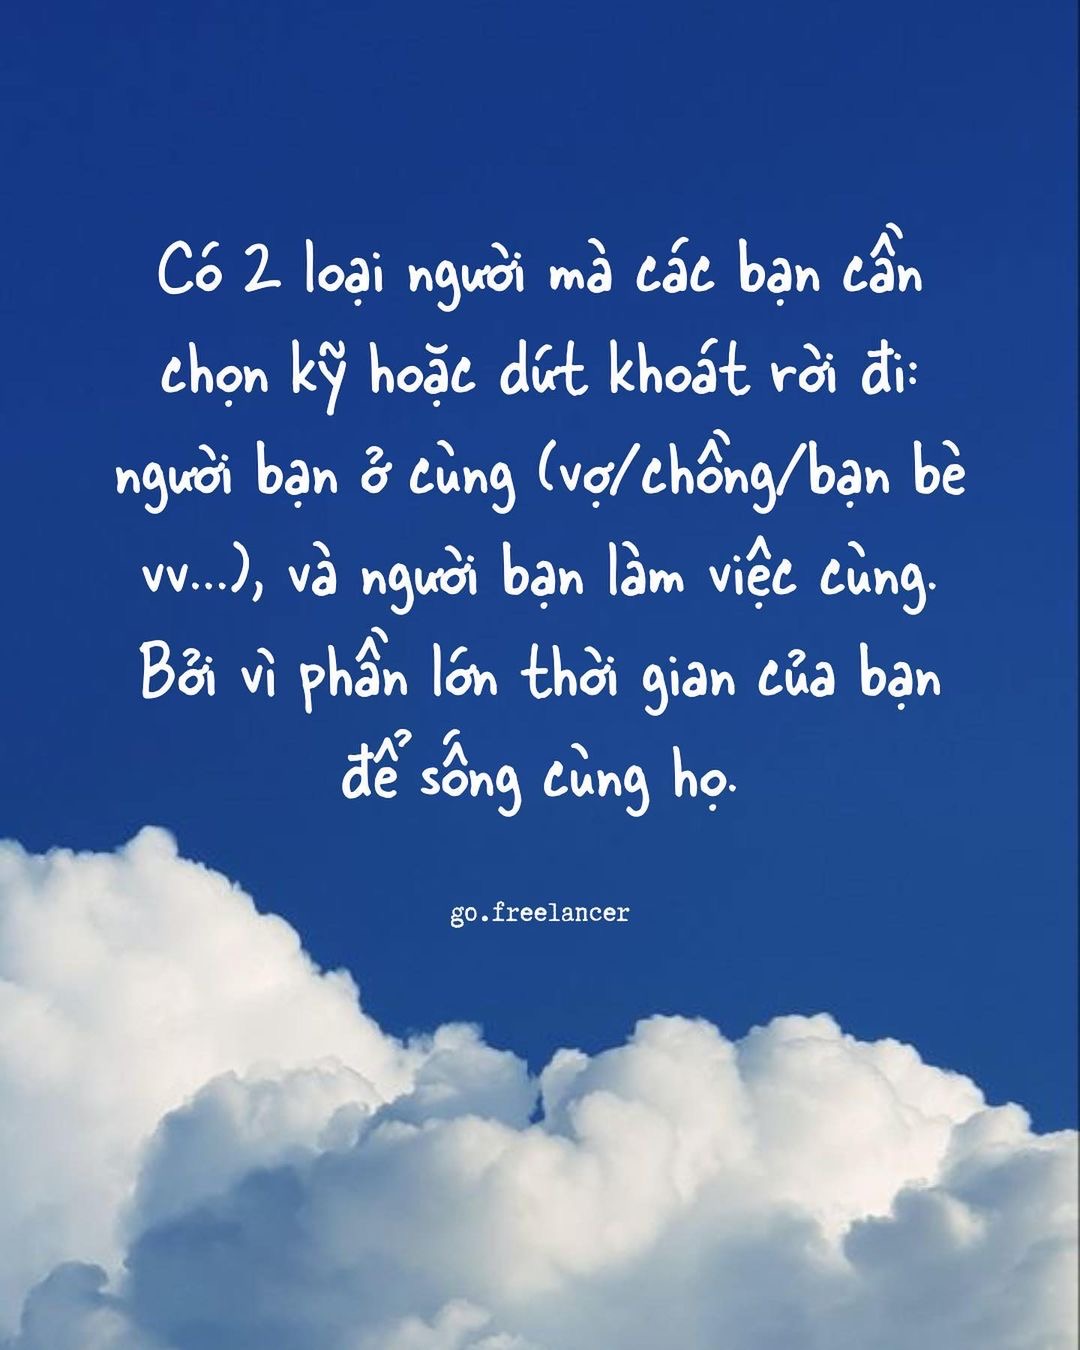 Có 2 loại người mà các bạn cần
chọn kỹ hoặc dứt khoát rời đi:
người bạn ở cùng (vợ/chồng/bạn bè
vv...), và người bạn làm việc cùng.
Bởi vì phần lớn thời gian của bạn
để sống cùng họ.
go.freelancer